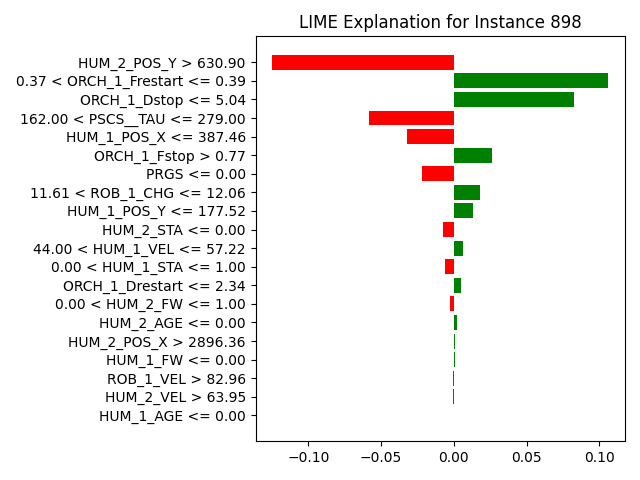 LIME Explanation for Instance 898
HUM_2_POS_Y > 630.90
0.37 < ORCH_1_Frestart <= 0.39
ORCH_1_Dstop <= 5.04
162.00 < PSCS__TAU <= 279.00
HUM_1_POS_X <= 387.46
ORCH_1_Fstop > 0.77
PRGS <= 0.00
11.61 < ROB_1_CHG <= 12.06
HUM_1_POS_Y <= 177.52
HUM_2_STA <= 0.00
44.00 < HUM_1_VEL <= 57.22
0.00 < HUM_1_STA <= 1.00
ORCH_1_Drestart <= 2.34
0.00 < HUM_2_FW <= 1.00
HUM_2_AGE <= 0.00
HUM_2_POS_X > 2896.36
HUM_1_FW <= 0.00
ROB_1_VEL > 82.96
HUM_2_VEL > 63.95
HUM_1_AGE <= 0.00
−0.10 −0.05 0.00 0.05 0.10